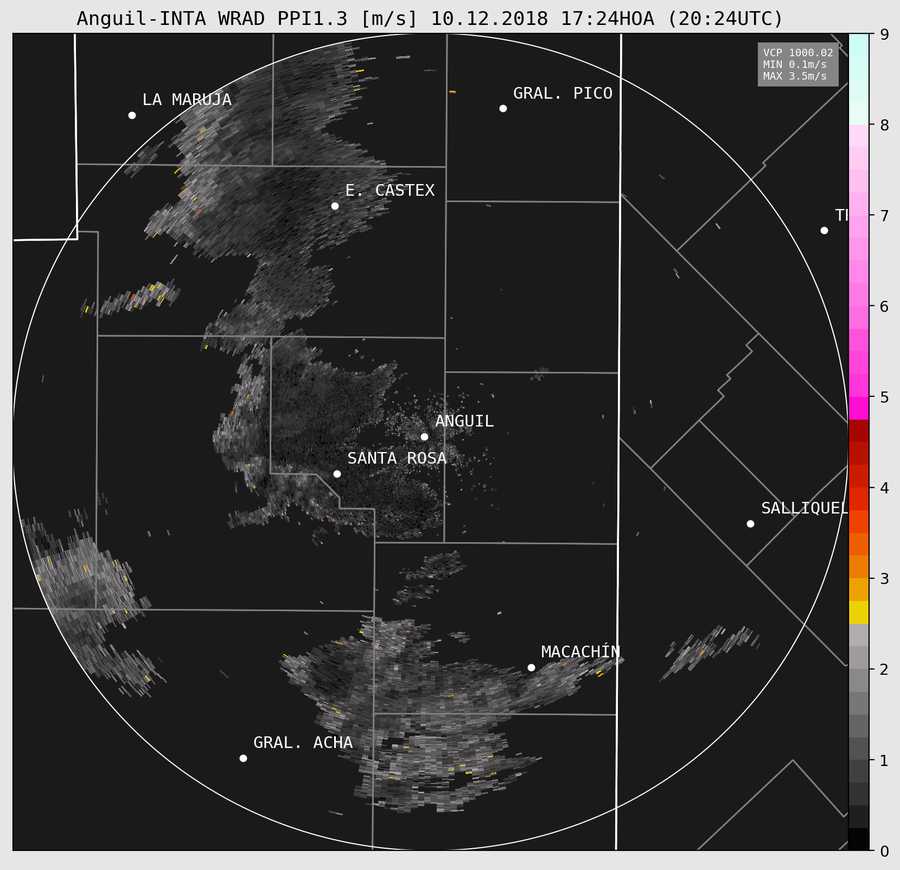 Anguil-INTA WRAD PPI1.3 [m/s] 10.12.2018 17:24HOA (20:24UTC)
VCP 1000.02
MIN 0.1m/s
MAX 3.5m/s
LA MARUJA
GRAL. PICO
E. CASTEX
ANGUIL
SANTA ROSA
SALLIQUEL
MACACHÍN
GRAL. ACHA
9
8
7
6
5
4
3
2
1
0